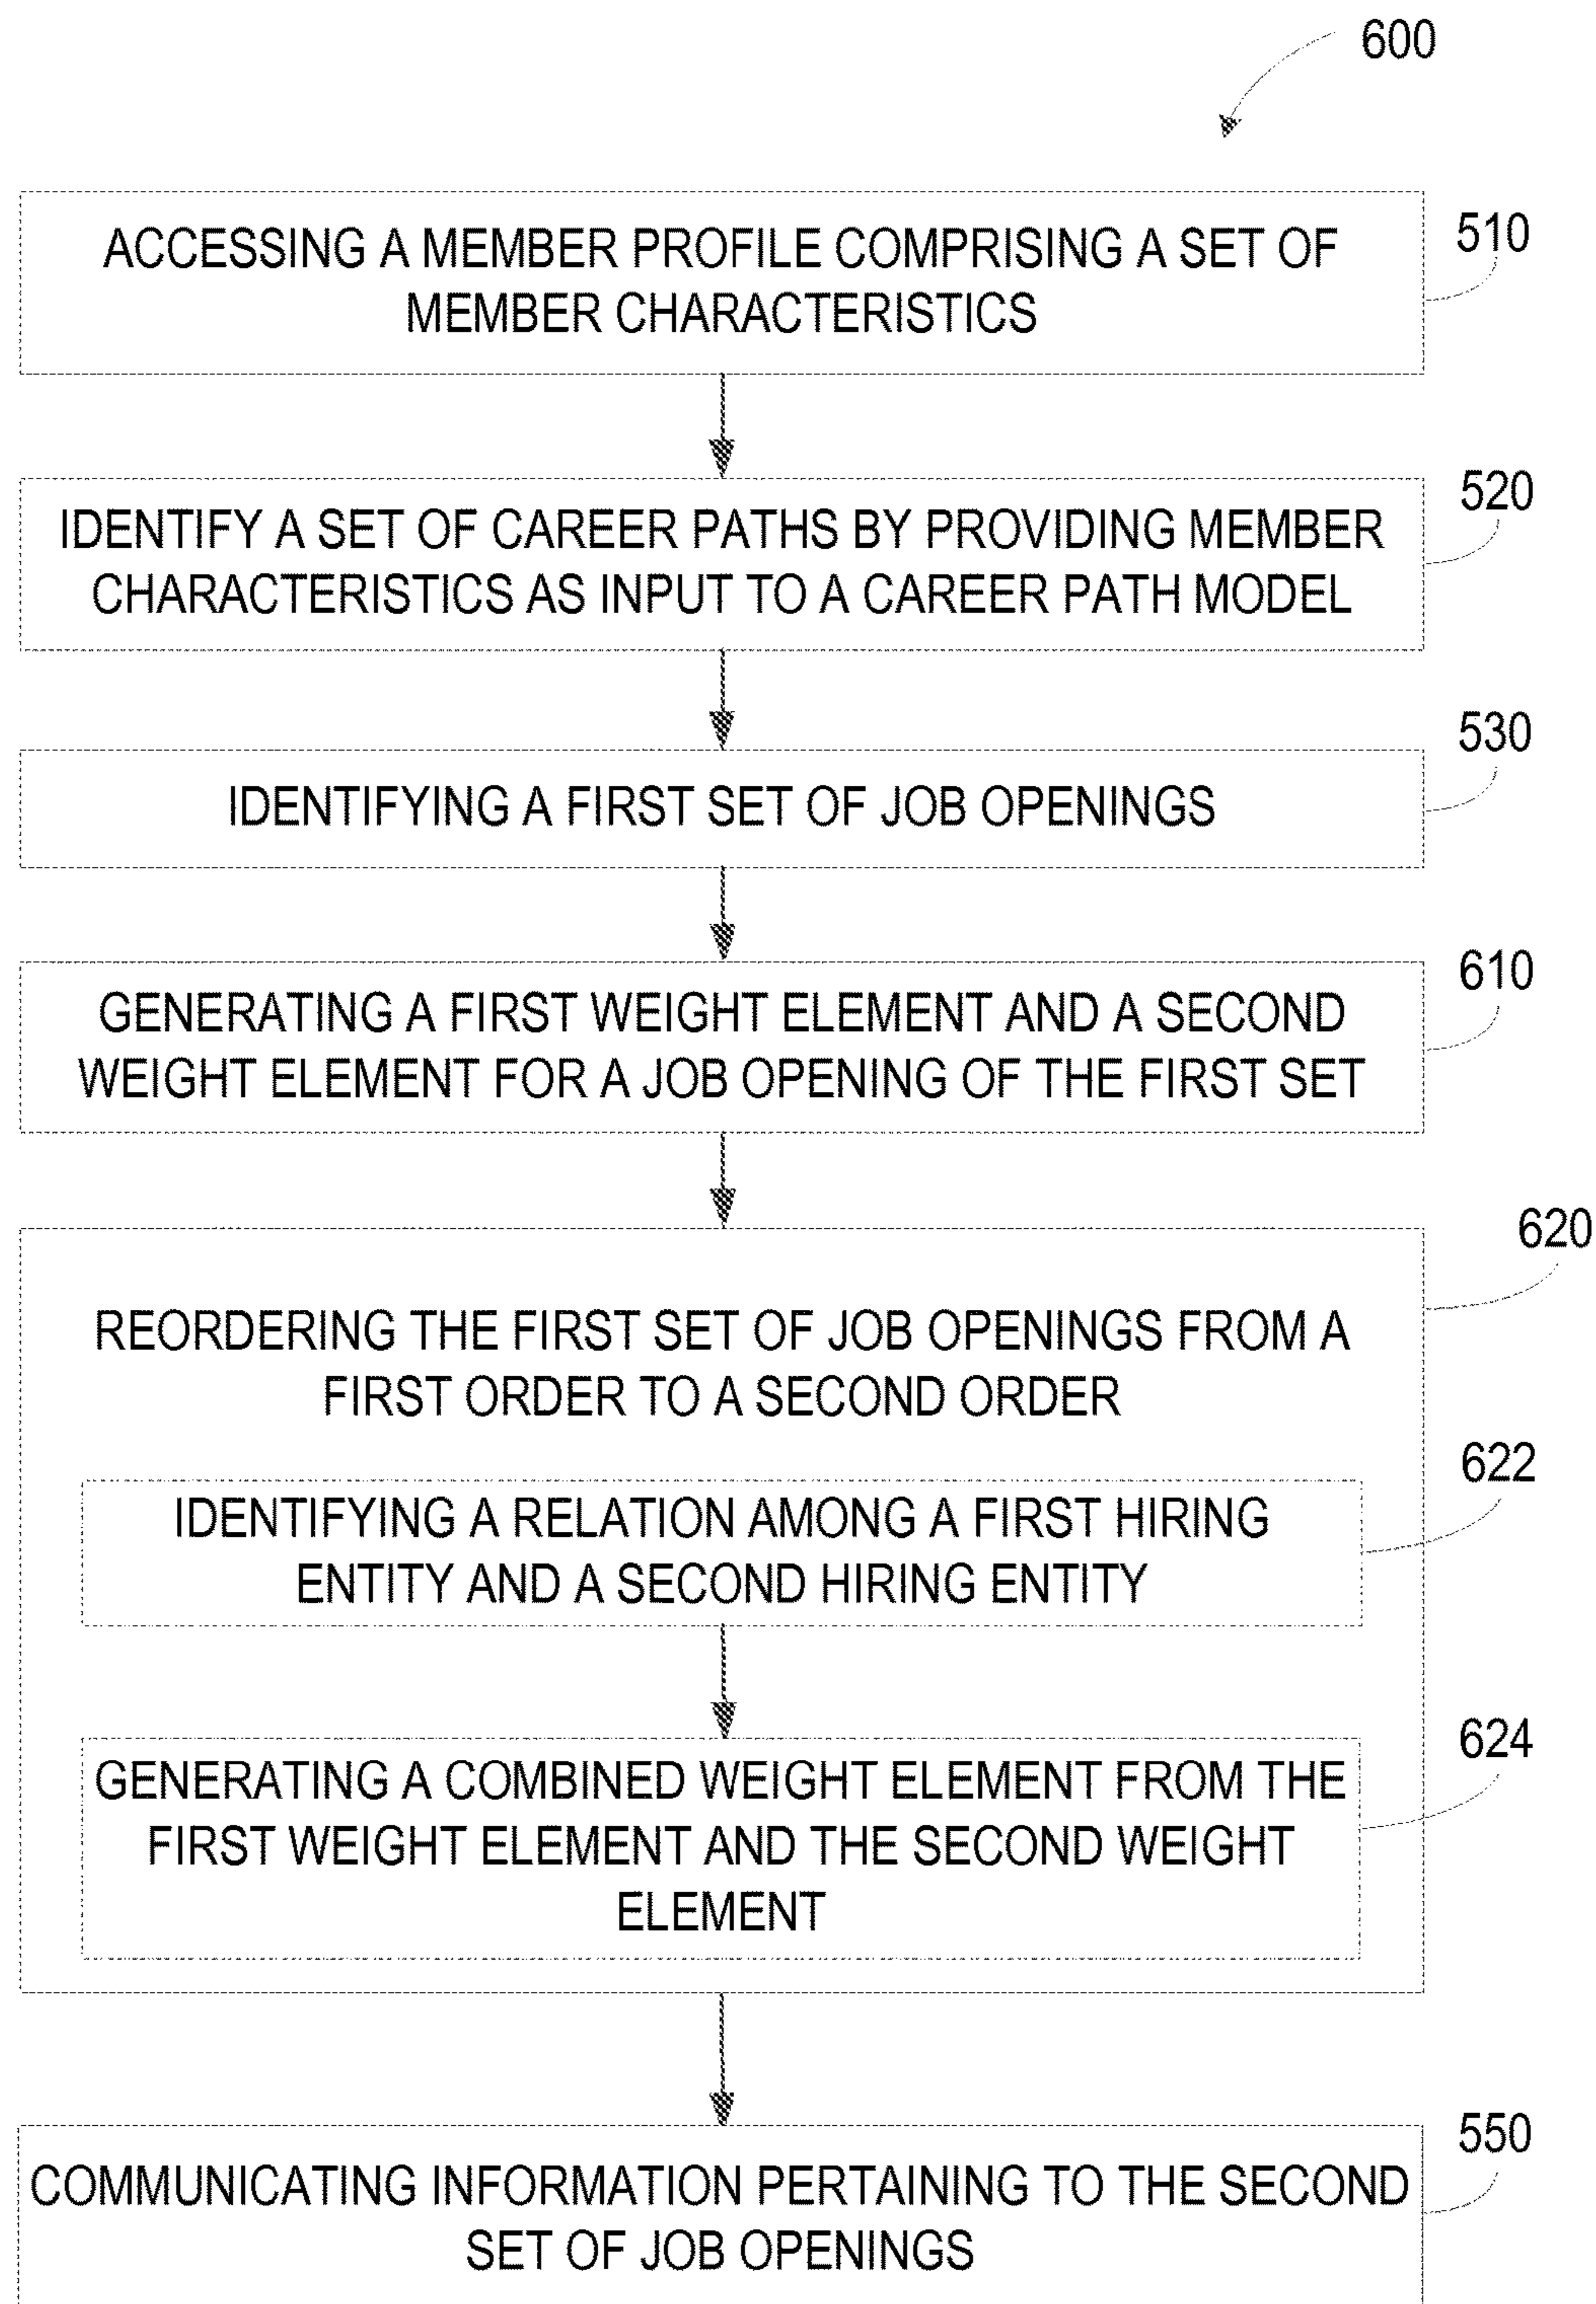 600
ACCESSING A MEMBER PROFILE COMPRISING A SET OF
MEMBER CHARACTERISTICS
510
IDENTIFY A SET OF CAREER PATHS BY PROVIDING MEMBER
CHARACTERISTICS AS INPUT TO A CAREER PATH MODEL
520
IDENTIFYING A FIRST SET OF JOB OPENINGS
530
GENERATING A FIRST WEIGHT ELEMENT AND A SECOND
WEIGHT ELEMENT FOR A JOB OPENING OF THE FIRST SET
610
REORDERING THE FIRST SET OF JOB OPENINGS FROM A
FIRST ORDER TO A SECOND ORDER
620
IDENTIFYING A RELATION AMONG A FIRST HIRING
ENTITY AND A SECOND HIRING ENTITY
622
GENERATING A COMBINED WEIGHT ELEMENT FROM THE
FIRST WEIGHT ELEMENT AND THE SECOND WEIGHT
ELEMENT
624
COMMUNICATING INFORMATION PERTAINING TO THE SECOND
SET OF JOB OPENINGS
550